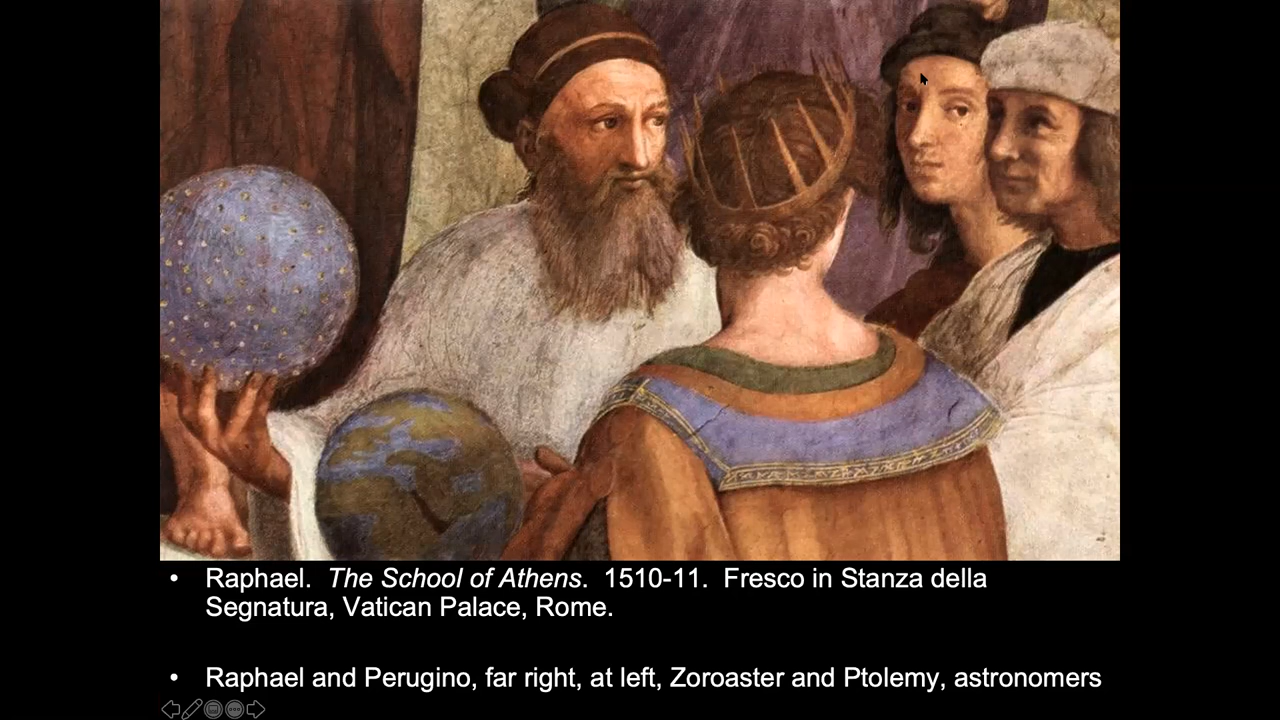 • Raphael.  The School of Athens.  1510-11.  Fresco in Stanza della
Segnatura, Vatican Palace, Rome.
• Raphael and Perugino, far right, at left, Zoroaster and Ptolemy, astronomers